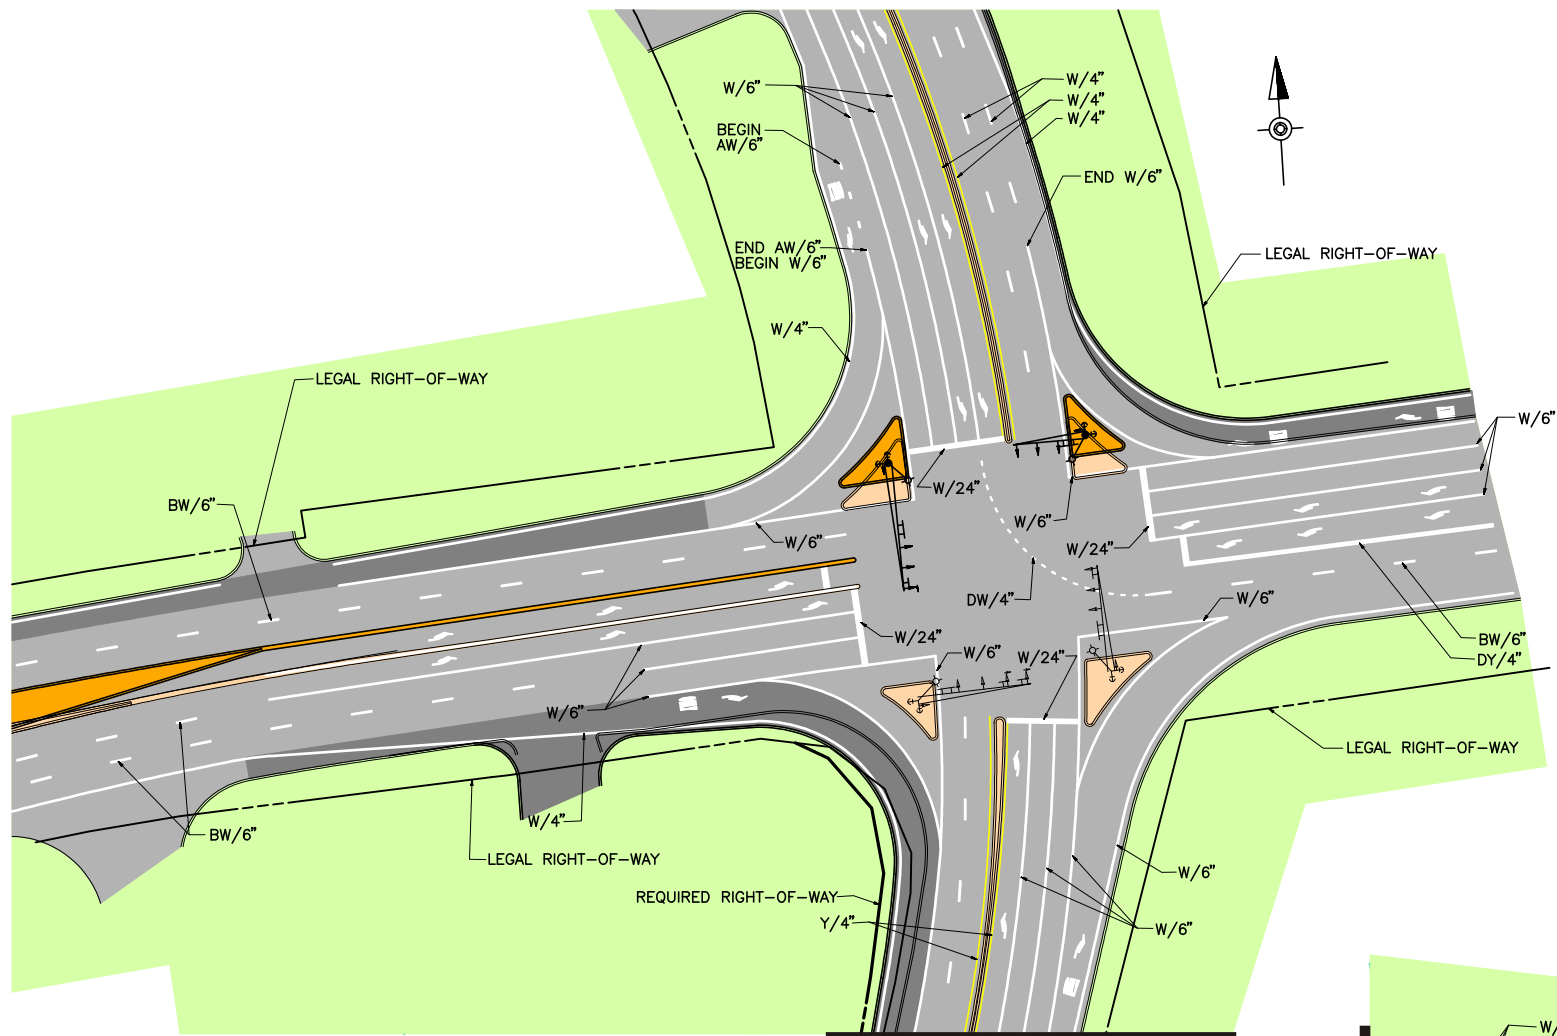 W/6”
W/4”
W/4”
W/4”
BEGIN
AW/6”
END W/6”
END AW/6”
BEGIN W/6”
LEGAL RIGHT-OF-WAY
W/4”
LEGAL RIGHT-OF-WAY
W/6”
W/24”
BW/6”
W/6”
W/6”
W/24”
DW/4”
W/6”
W/24”
W/6”
W/24”
BW/6”
DY/4”
W/6”
LEGAL RIGHT-OF-WAY
W/4”
BW/6”
LEGAL RIGHT-OF-WAY
W/6”
REQUIRED RIGHT-OF-WAY
Y/4”
W/6”